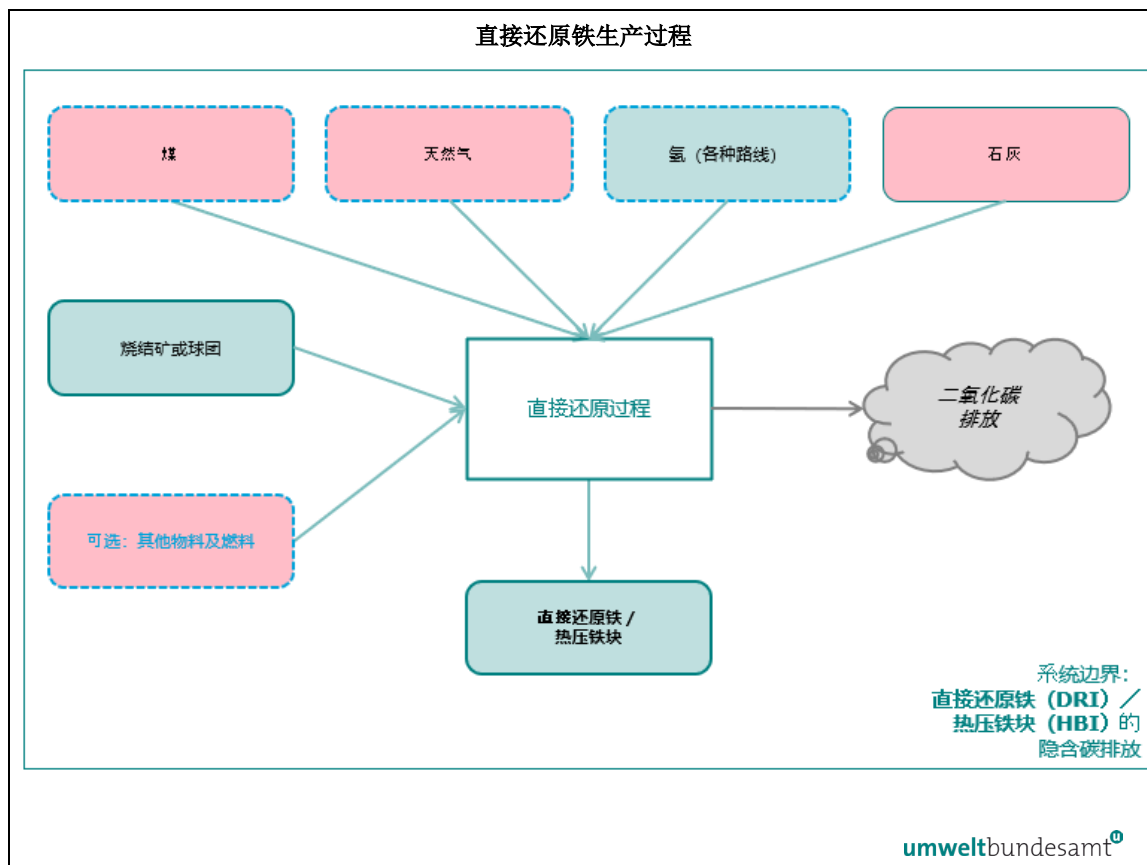 直接还原铁生产过程
煤
天然气
氢（各种路线）
石灰
烧结矿或球团
直接还原过程
二氧化碳
排放
可选：其他物料及燃料
直接还原铁 /
热压铁块
系统边界：
直接还原铁（DRI）／
热压铁块（HBI）的
隐含碳排放
umweltbundesamt